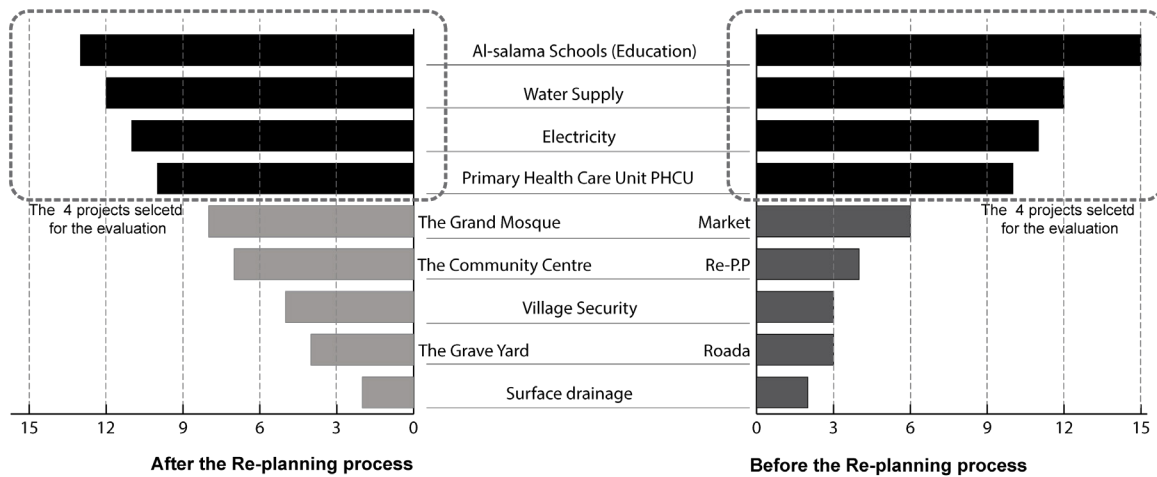 Al-salama Schools (Education)
Water Supply
Electricity
Primary Health Care Unit PHCU
The 4 projects selcetd
for the evaluation
The 4 projects selcetd
for the evaluation
The Grand Mosque Market
The Community Centre Re-P.P
Village Security
The Grave Yard Roada
Surface drainage
15 12 9 6 3 0 0 3 6 9 12 15
After the Re-planning process
Before the Re-planning process